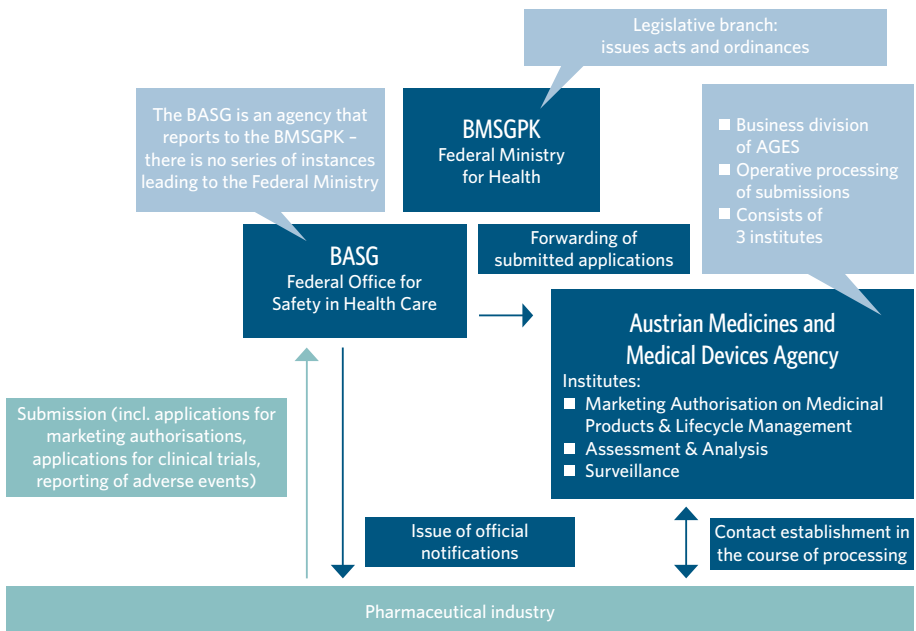 Legislative branch:
issues acts and ordinances
The BASG is an agency that
reports to the BMSGPK –
there is no series of instances
leading to the Federal Ministry
BMSGPK
Federal Ministry
for Health
Business division
of AGES
Operative processing
of submissions
Consists of
3 institutes
BASG
Federal Office for
Safety in Health Care
Forwarding of
submitted applications
Austrian Medicines and
Medical Devices Agency
Institutes:
Marketing Authorisation on Medicinal
Products & Lifecycle Management
Assessment & Analysis
Surveillance
Submission (incl. applications for
marketing authorisations,
applications for clinical trials,
reporting of adverse events)
Issue of official
notifications
Contact establishment in
the course of processing
Pharmaceutical industry